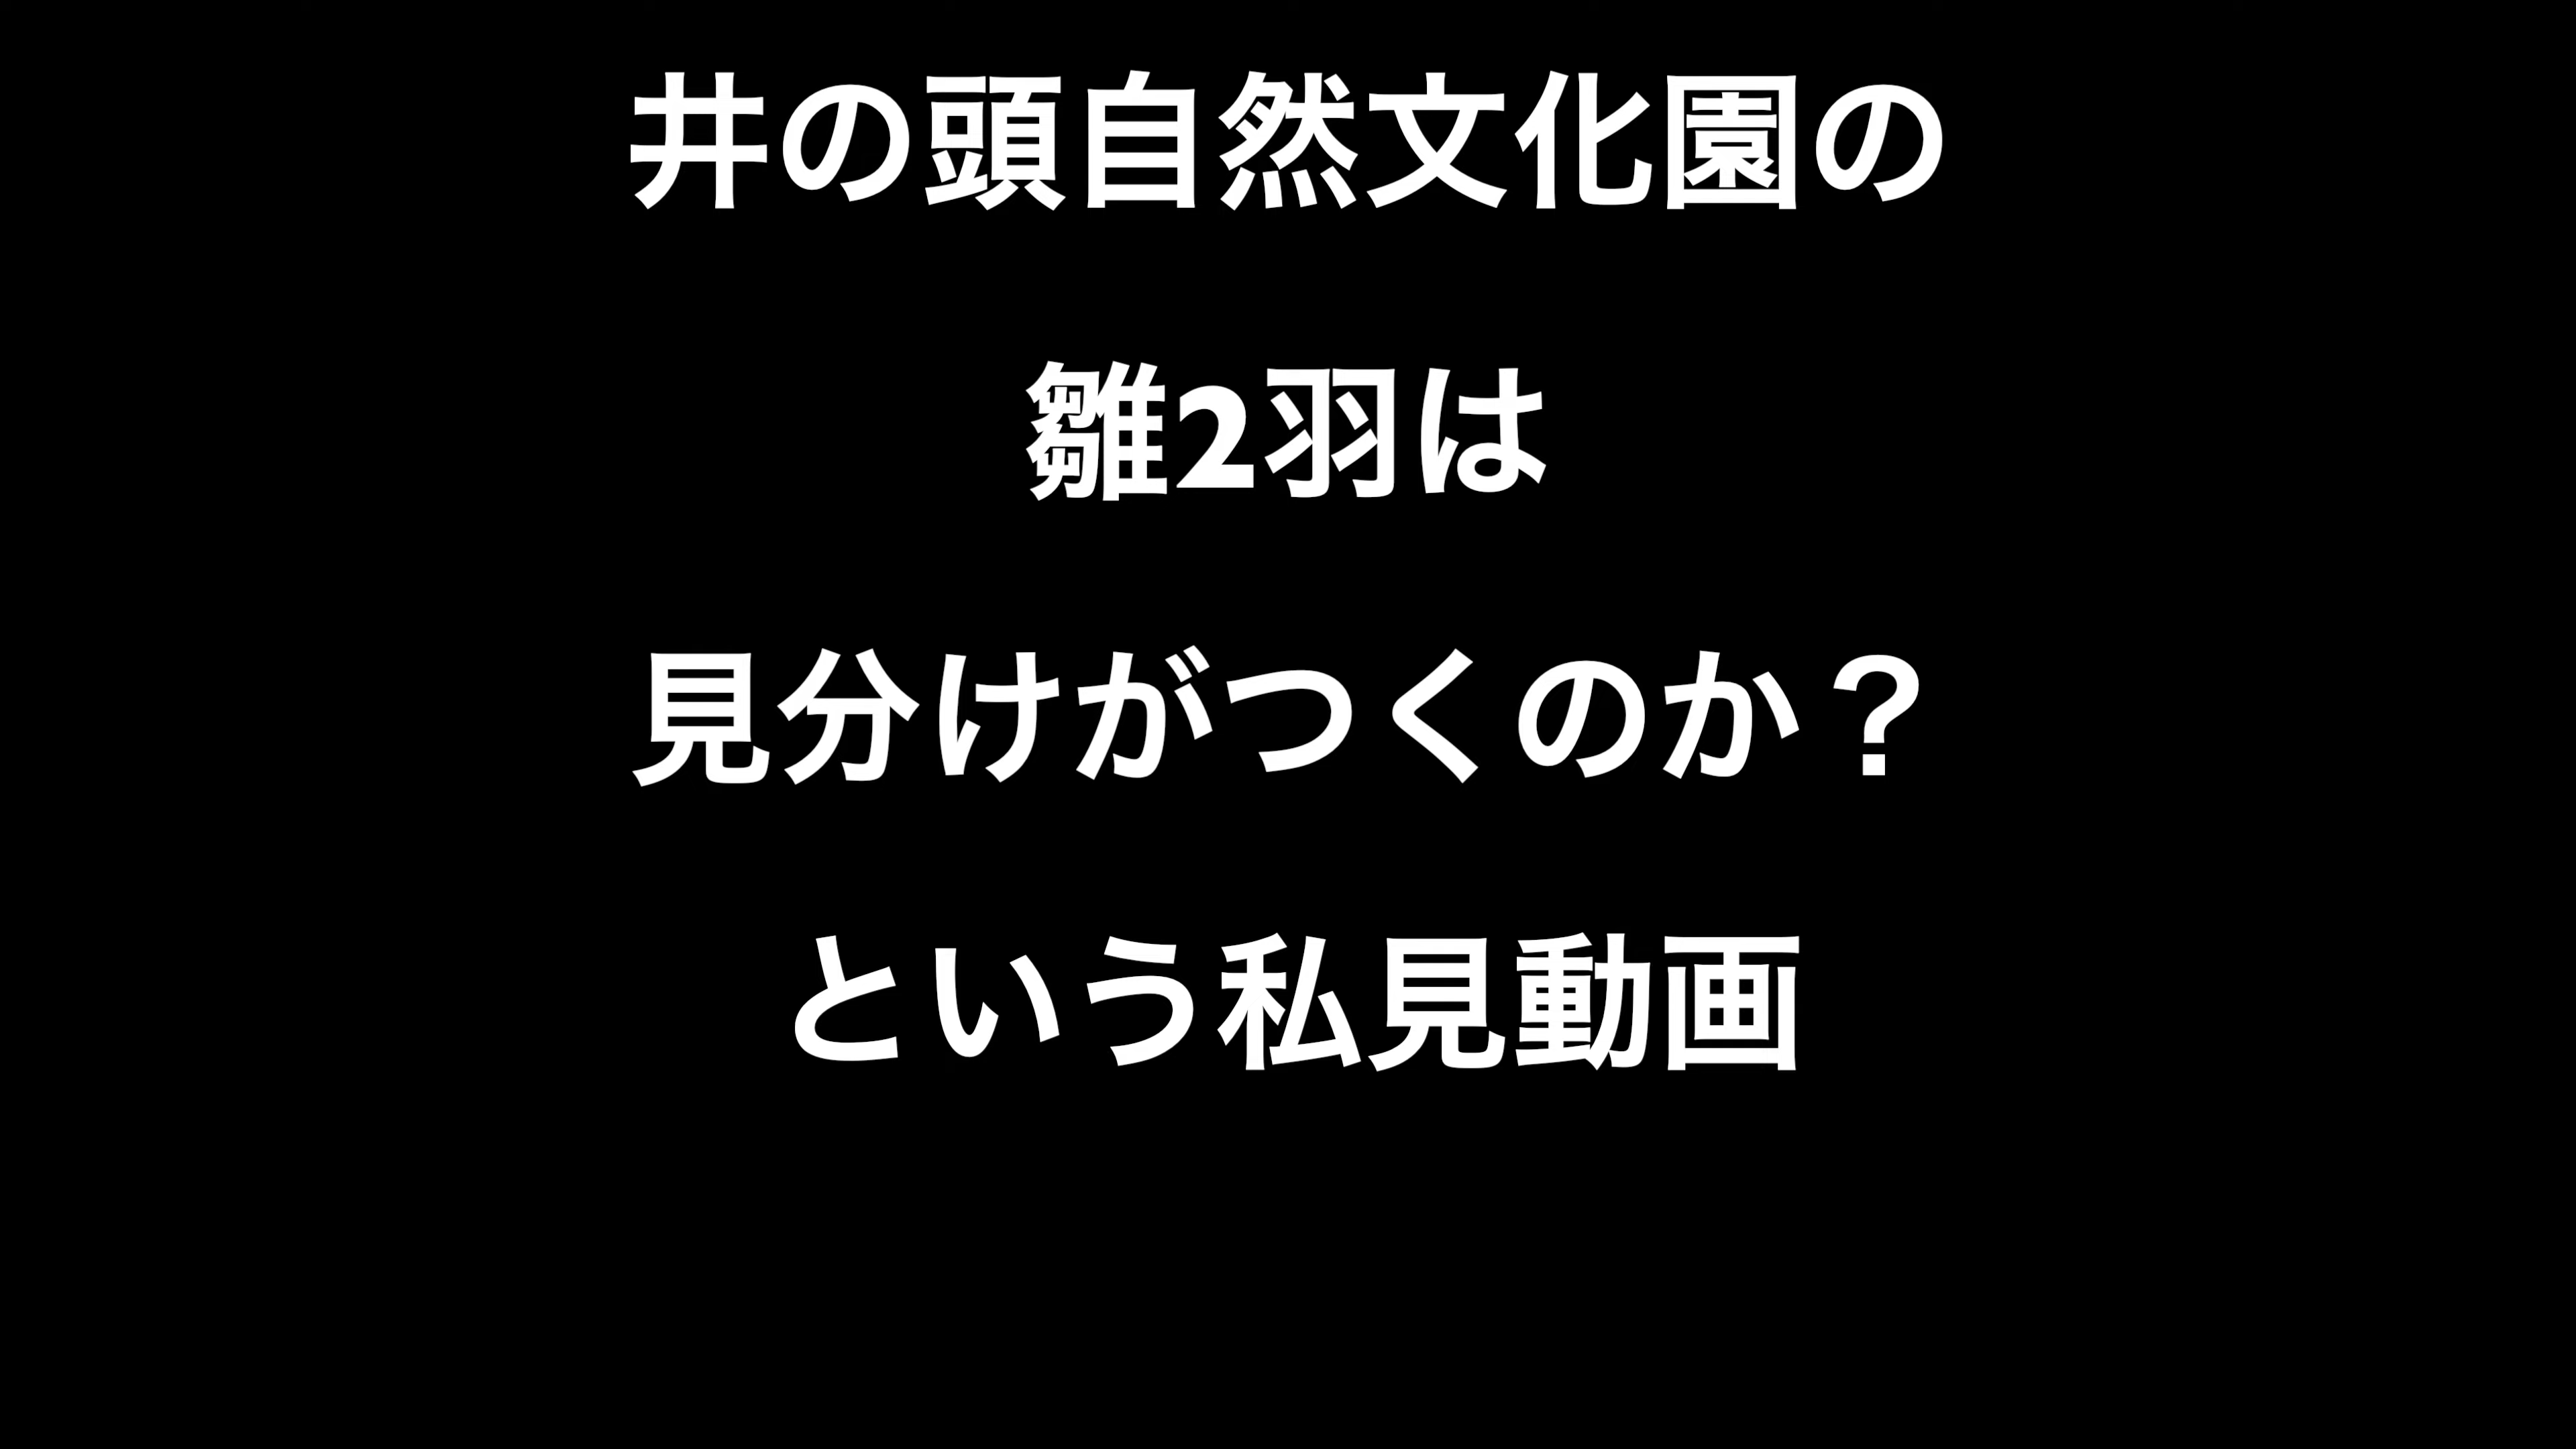 井の頭自然文化園の
雛2羽は
見分けがつくのか？
という私見動画